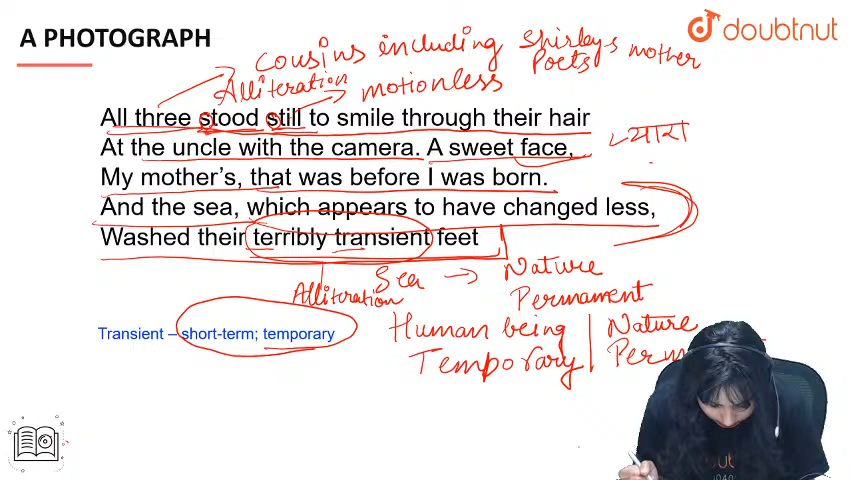 A PHOTOGRAPH
doubtnut
cousins including Shirley's mother
Poets
Alliteration
motionless
All three stood still to smile through their hair
At the uncle with the camera. A sweet face,
प्यारा
My mother's, that was before I was born.
And the sea, which appears to have changed less,
Washed their terribly transient feet
Alliteration
Sea → Nature
Permament
Transient – short-term; temporary
Human being | Nature
Temporary | Perm